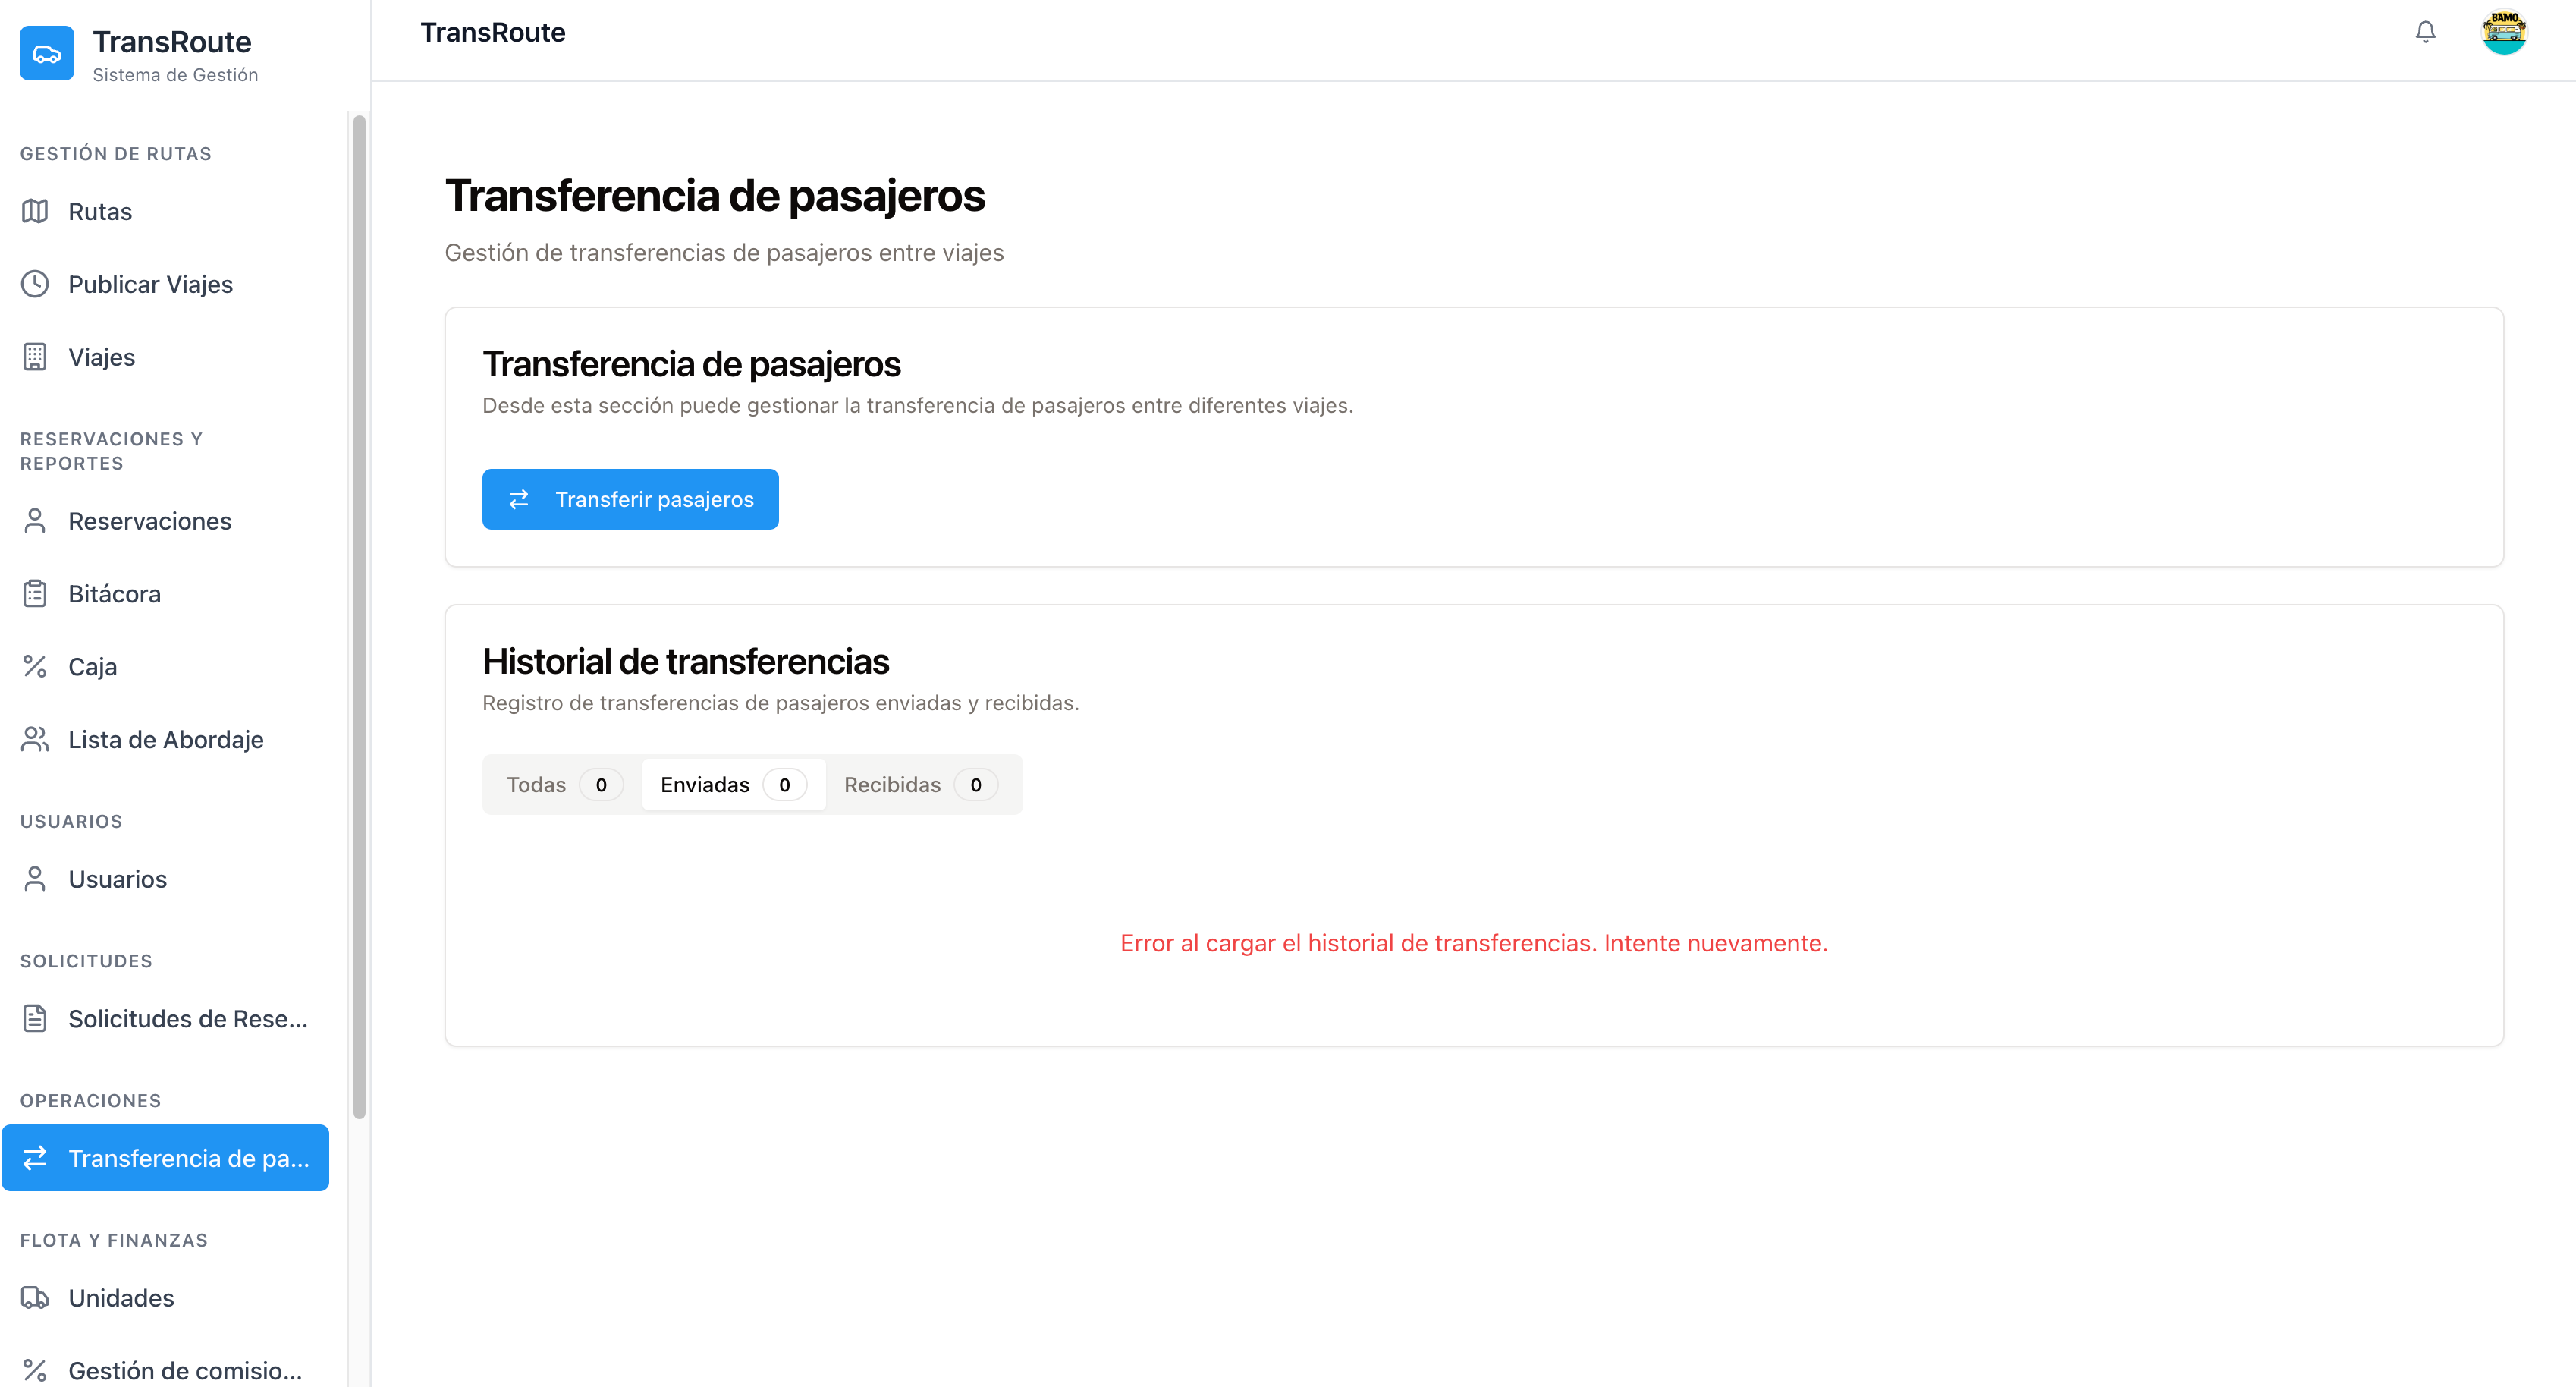 TransRoute
Sistema de Gestión
GESTIÓN DE RUTAS
Rutas
Publicar Viajes
Viajes
RESERVACIONES Y
REPORTES
Reservaciones
Bitácora
Caja
Lista de Abordaje
USUARIOS
Usuarios
SOLICITUDES
Solicitudes de Rese...
OPERACIONES
Transferencia de pa...
FLOTA Y FINANZAS
Unidades
Gestión de comisio...
TransRoute
BAMO
Transferencia de pasajeros
Gestión de transferencias de pasajeros entre viajes
Transferencia de pasajeros
Desde esta sección puede gestionar la transferencia de pasajeros entre diferentes viajes.
Transferir pasajeros
Historial de transferencias
Registro de transferencias de pasajeros enviadas y recibidas.
Todas 0 Enviadas 0 Recibidas 0
Error al cargar el historial de transferencias. Intente nuevamente.